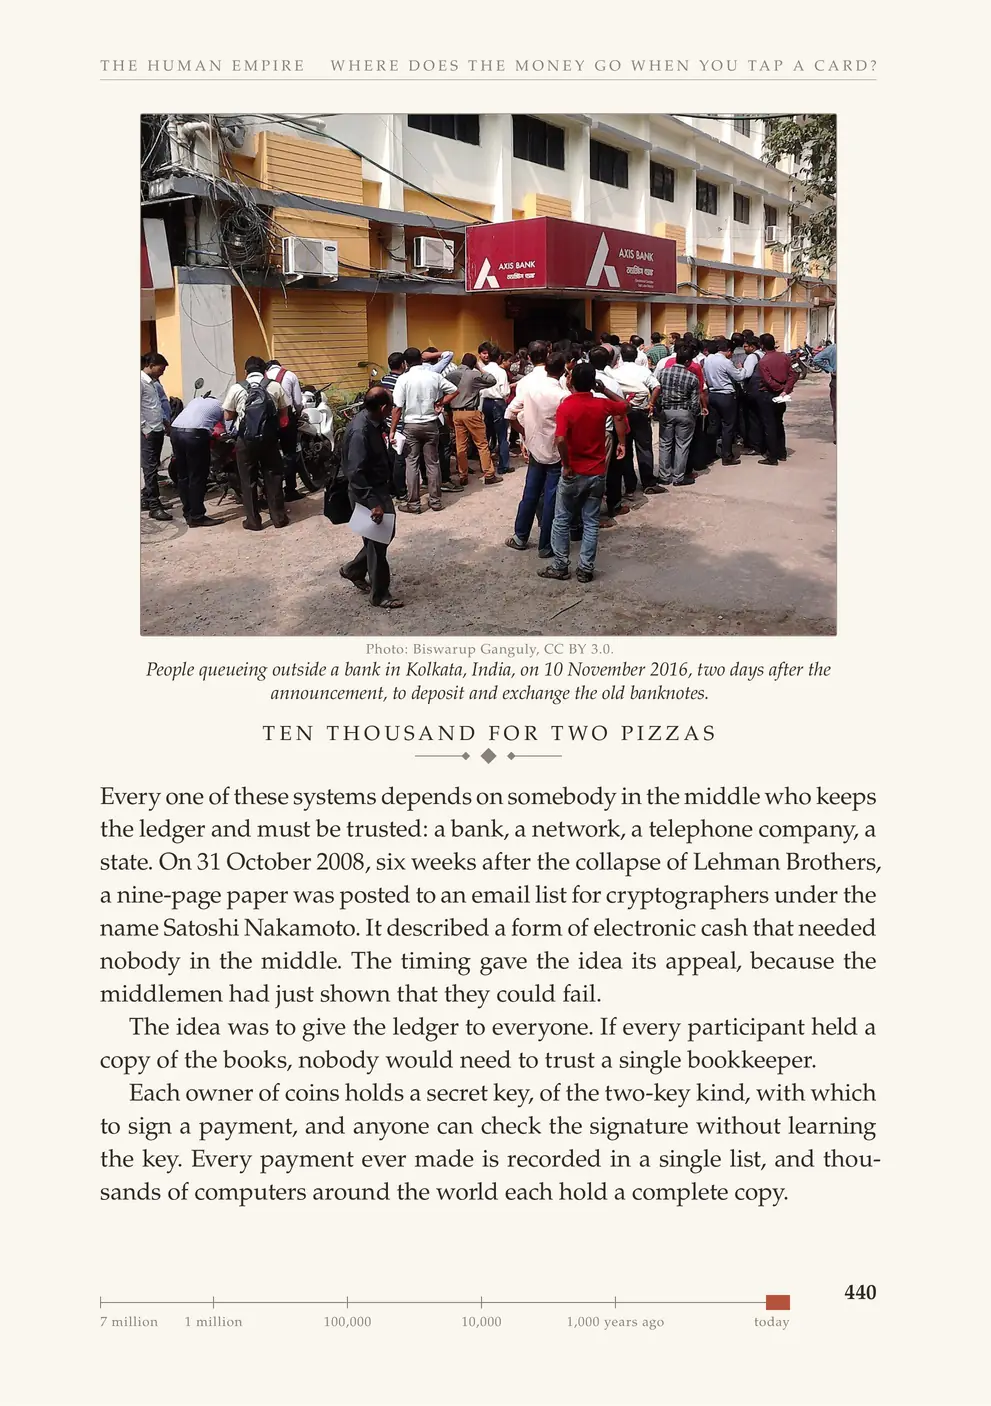 THE HUMAN EMPIRE WHERE DOES THE MONEY GO WHEN YOU TAP A CARD?
AXIS BANK
एक्सिस बैंक
AXIS BANK
Photo: Biswarup Ganguly, CC BY 3.0.
People queueing outside a bank in Kolkata, India, on 10 November 2016, two days after the
announcement, to deposit and exchange the old banknotes.
TEN THOUSAND FOR TWO PIZZAS
Every one of these systems depends on somebody in the middle who keeps
the ledger and must be trusted: a bank, a network, a telephone company, a
state. On 31 October 2008, six weeks after the collapse of Lehman Brothers,
a nine-page paper was posted to an email list for cryptographers under the
name Satoshi Nakamoto. It described a form of electronic cash that needed
nobody in the middle. The timing gave the idea its appeal, because the
middlemen had just shown that they could fail.
The idea was to give the ledger to everyone. If every participant held a
copy of the books, nobody would need to trust a single bookkeeper.
Each owner of coins holds a secret key, of the two-key kind, with which
to sign a payment, and anyone can check the signature without learning
the key. Every payment ever made is recorded in a single list, and thou-
sands of computers around the world each hold a complete copy.
440
7 million 1 million 100,000 10,000 1,000 years ago today